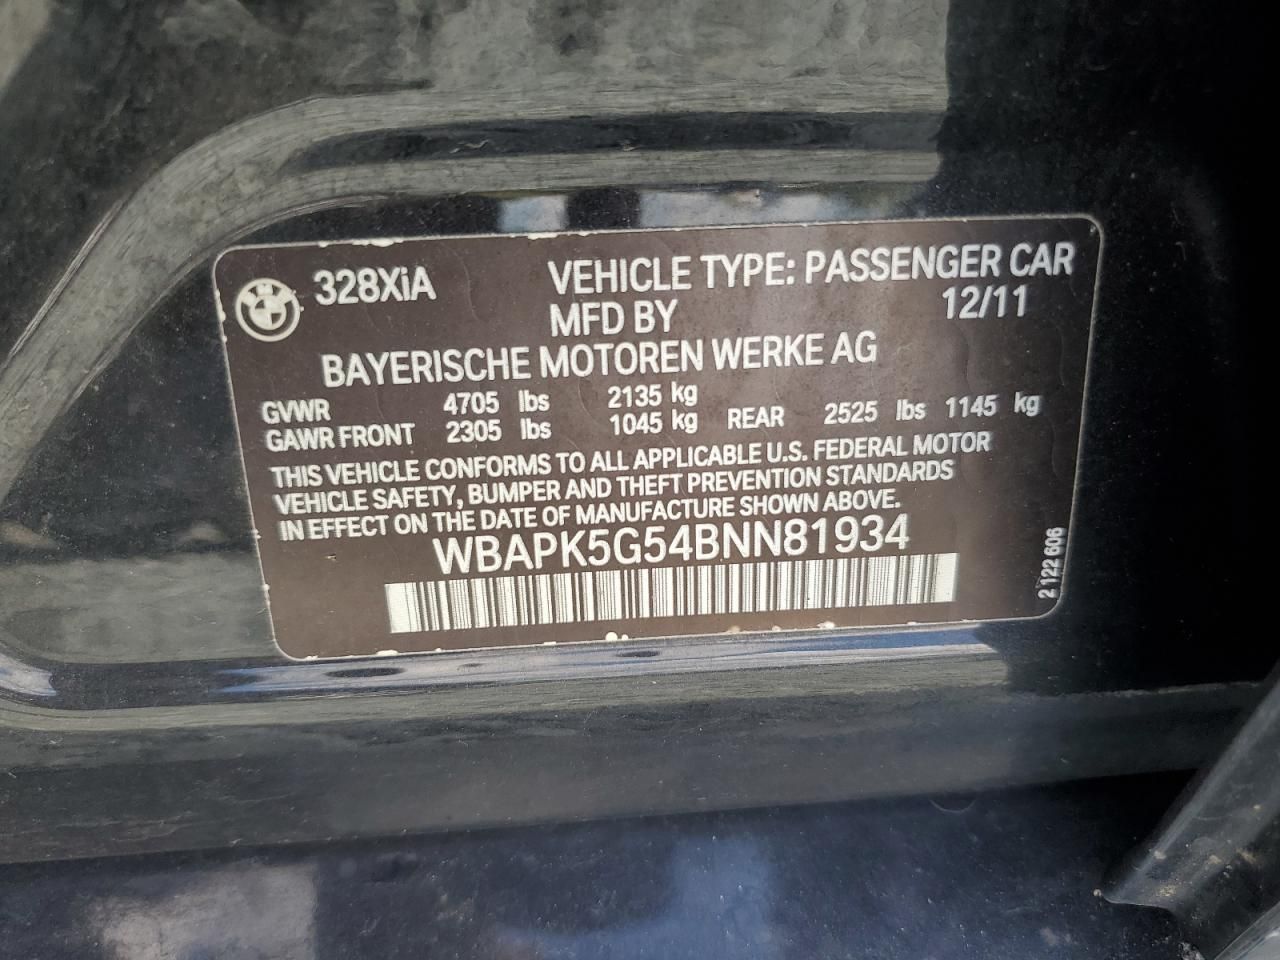 328XiA VEHICLE TYPE: PASSENGER CAR
MFD BY 12/11
BAYERISCHE MOTOREN WERKE AG
GVWR 4705 lbs 2135 kg
GAWR FRONT 2305 lbs 1045 kg REAR 2525 lbs 1145 kg
THIS VEHICLE CONFORMS TO ALL APPLICABLE U.S. FEDERAL MOTOR
VEHICLE SAFETY, BUMPER AND THEFT PREVENTION STANDARDS
IN EFFECT ON THE DATE OF MANUFACTURE SHOWN ABOVE.
WBAPK5G54BNN81934
2 122 606